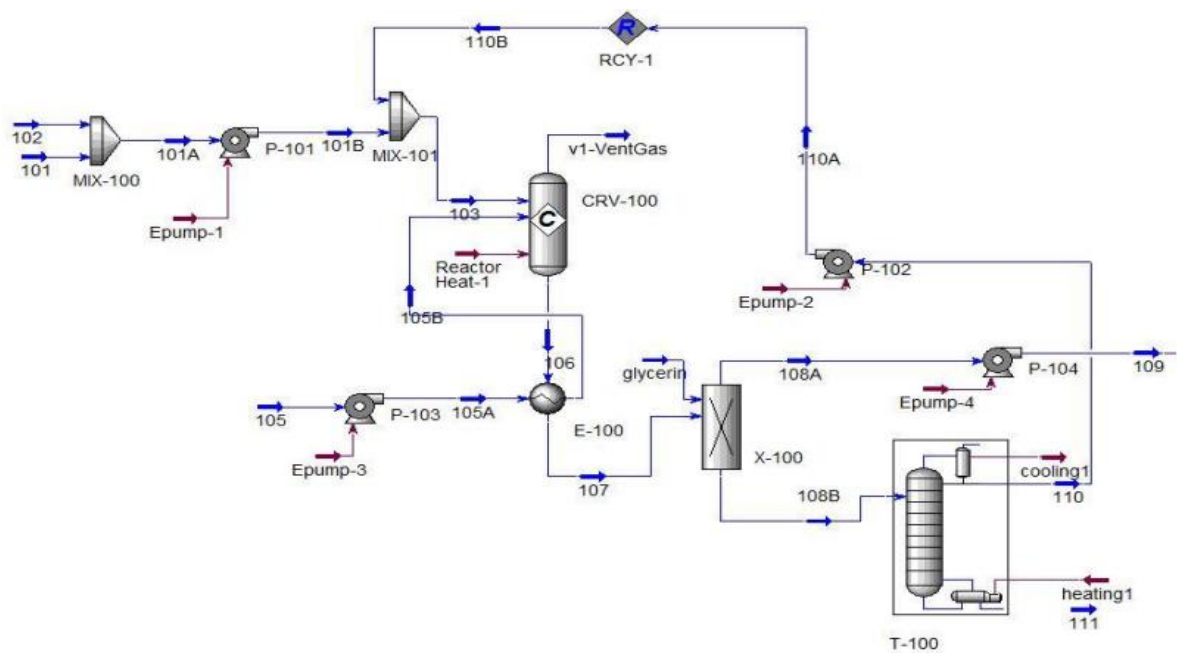 110B
R
RCY-1
102
101
MIX-100
101A
P-101
101B
MIX-101
Epump-1
v1-VentGas
CRV-100
C
103
Reactor
Heat-1
105B
106
110A
P-102
Epump-2
105
P-103
105A
Epump-3
E-100
107
glycerin
108A
X-100
108B
P-104
109
Epump-4
cooling1
110
heating1
111
T-100